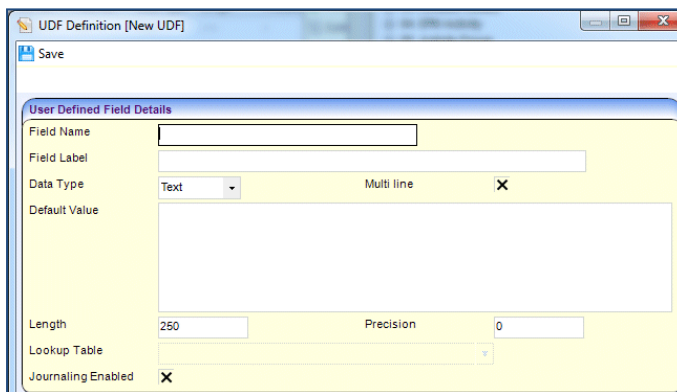 UDF Definition [New UDF]
Save
User Defined Field Details
Field Name
Field Label
Data Type Text Multi line
Default Value
Length 250 Precision 0
Lookup Table
Journaling Enabled